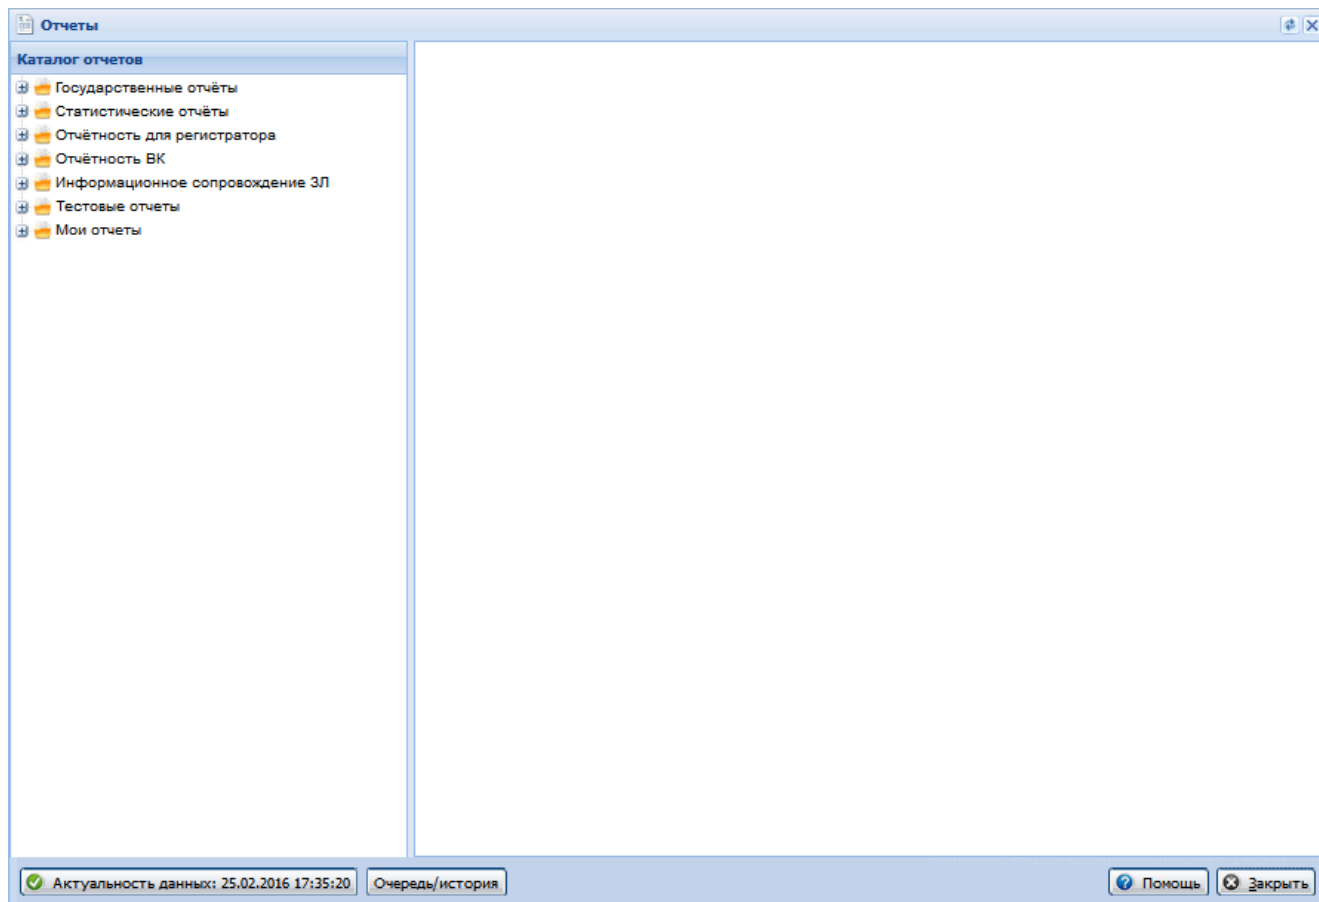 Отчеты
Каталог отчетов
Государственные отчёты
Статистические отчёты
Отчётность для регистратора
Отчётность ВК
Информационное сопровождение ЗЛ
Тестовые отчеты
Мои отчеты
Актуальность данных: 25.02.2016 17:35:20 Очередь/история Помощь Закрыть